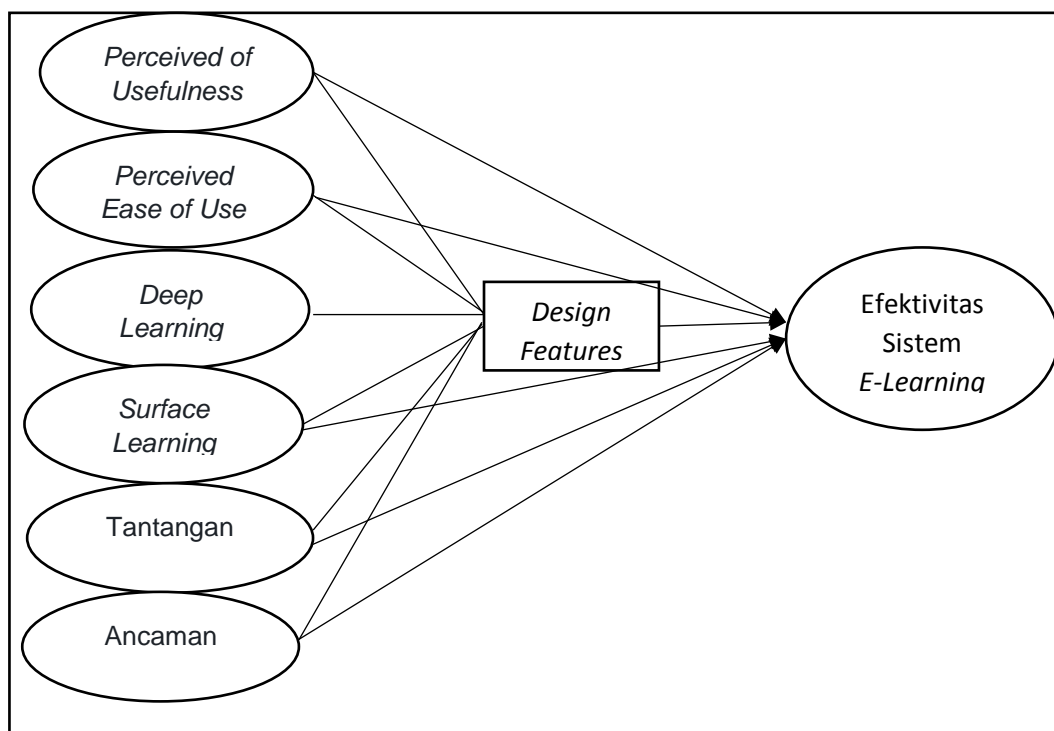 Perceived of
Usefulness
Perceived
Ease of Use
Deep
Learning
Surface
Learning
Tantangan
Ancaman
Design
Features
Efektivitas
Sistem
E-Learning